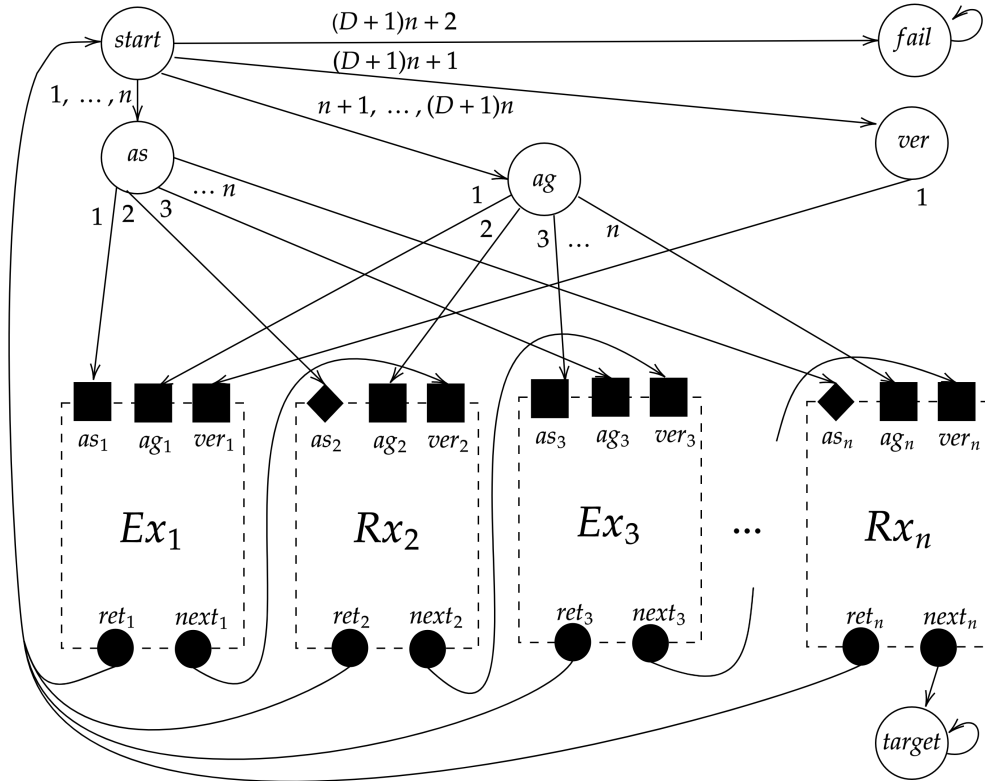 start
(D+1)n+2
fail
(D+1)n+1
1, …,n
n+1, …,(D+1)n
as
ag
ver
1
2
3
… n
1
2
3
…
n
1
as₁ ag₁ ver₁
as₂ ag₂ ver₂
as₃ ag₃ ver₃
asₙ agₙ verₙ
Ex₁
Rx₂
Ex₃
...
Rxₙ
ret₁ next₁
ret₂ next₂
ret₃ next₃
retₙ nextₙ
target